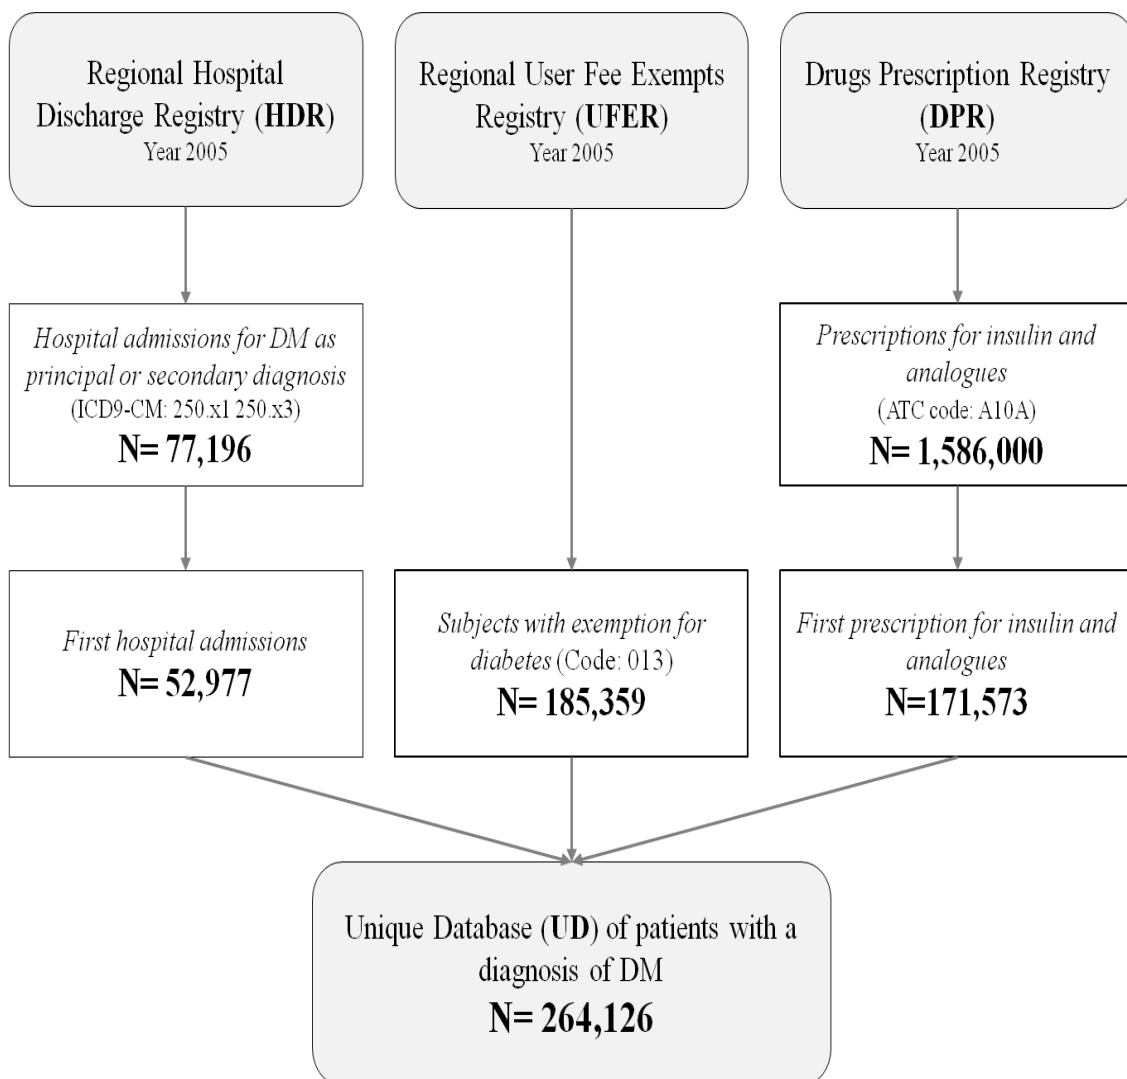 Regional Hospital
Discharge Registry (HDR)
Year 2005
Regional User Fee Exempts
Registry (UFER)
Year 2005
Drugs Prescription Registry
(DPR)
Year 2005
Hospital admissions for DM as
principal or secondary diagnosis
(ICD9-CM: 250.x1 250.x3)
N= 77,196
Prescriptions for insulin and
analogues
(ATC code: A10A)
N= 1,586,000
First hospital admissions
N= 52,977
Subjects with exemption for
diabetes (Code: 013)
N= 185,359
First prescription for insulin and
analogues
N=171,573
Unique Database (UD) of patients with a
diagnosis of DM
N= 264,126